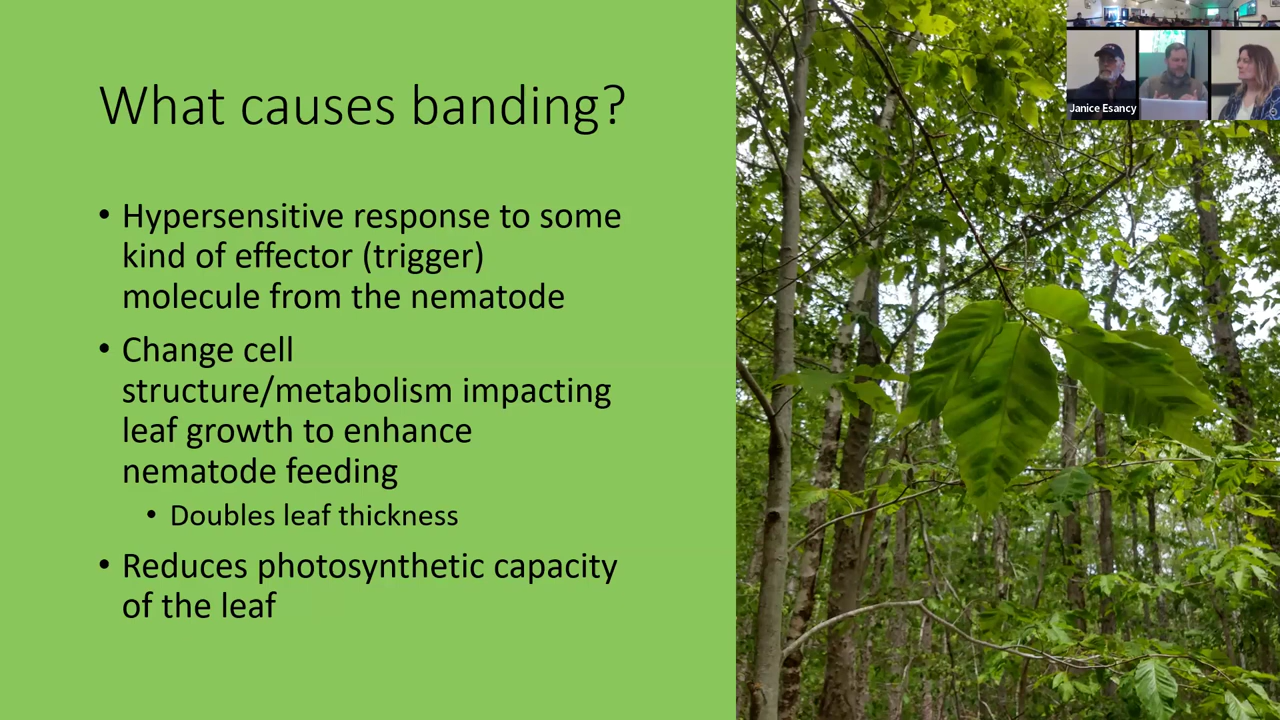 What causes banding?
• Hypersensitive response to some
kind of effector (trigger)
molecule from the nematode
• Change cell
structure/metabolism impacting
leaf growth to enhance
nematode feeding
• Doubles leaf thickness
• Reduces photosynthetic capacity
of the leaf
Janice Esancy